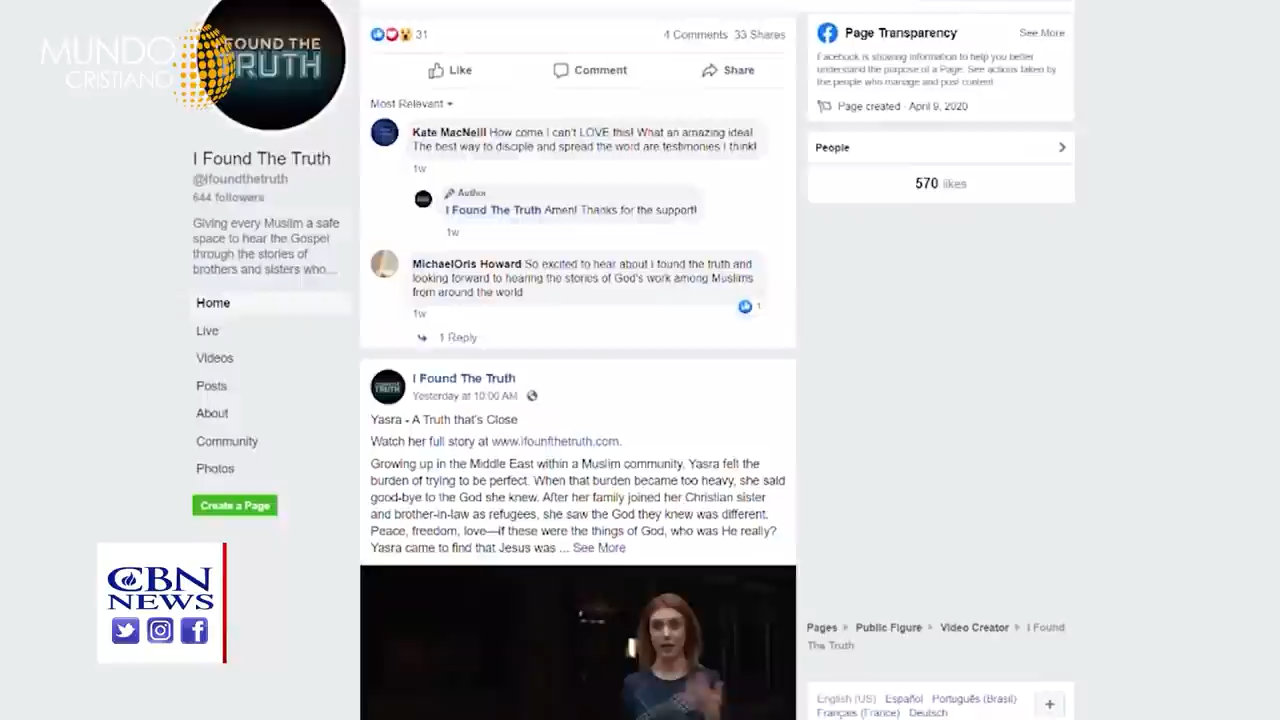 MUNDO
CRISTIANO
FOUND THE
TRUTH
I Found The Truth
@ifoundthetruth
644 followers
Giving every Muslim a safe
space to hear the Gospel
through the stories of
brothers and sisters who...
Home
Live
Videos
Posts
About
Community
Photos
Create a Page
CBN
NEWS
31
4 Comments 33 Shares
Like Comment Share
Most Relevant
Kate MacNeill How come I can't LOVE this! What an amazing idea!
The best way to disciple and spread the word are testimonies I think!
1w
Author
I Found The Truth Amen! Thanks for the support!
1w
MichaelOris Howard So excited to hear about i found the truth and
looking forward to hearing the stories of God's work among Muslims
from around the world
1
1w
1 Reply
I Found The Truth
Yesterday at 10:00 AM
Yasra - A Truth that's Close
Watch her full story at www.ifounfthetruth.com.
Growing up in the Middle East within a Muslim community, Yasra felt the
burden of trying to be perfect. When that burden became too heavy, she said
good-bye to the God she knew. After her family joined her Christian sister
and brother-in-law as refugees, she saw the God they knew was different.
Peace, freedom, love—if these were the things of God, who was He really?
Yasra came to find that Jesus was ... See More
Page Transparency See More
Facebook is showing information to help you better
understand the purpose of a Page. See actions taken by
the people who manage and post content.
Page created - April 9, 2020
People
570 likes
Pages Public Figure Video Creator I Found
The Truth
English (US) Español Português (Brasil)
Français (France) Deutsch